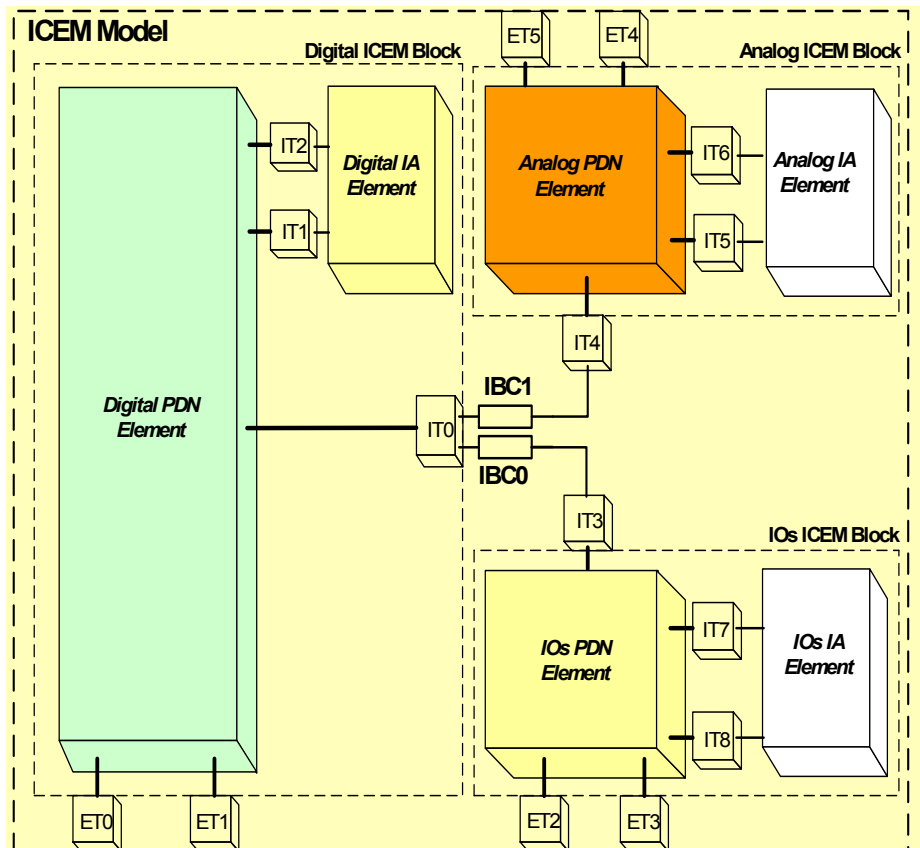 ICEM Model
ET5
ET4
Digital ICEM Block
Analog ICEM Block
IT2
Digital IA
Element
IT1
Analog PDN
Element
IT6
Analog IA
Element
IT5
IT4
Digital PDN
Element
IT0
IBC1
IBC0
IT3
IOs ICEM Block
IOs PDN
Element
IT7
IOs IA
Element
IT8
ET0
ET1
ET2
ET3